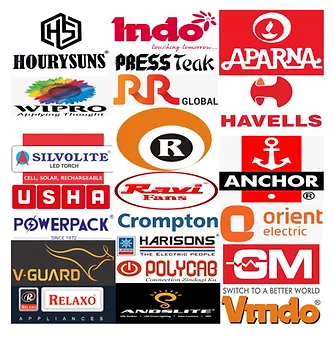 HS
HOURYSUNS®
Indo
touching tomorrow...
PRESS Teak
APARNA
WIPRO
Applying Thought
RR
GLOBAL
HAVELLS
SILVOLITE®
LED TORCH
CELL, SOLAR, RECHARGEABLE
USHA
R
Ravi
Fans
ANCHOR
®
POWERPACK®
SINCE 1972
Crompton
orient
electric
HARISONS®
THE ELECTRIC PEOPLE
V-GUARD
POLYCAB
Connection Zindagi Ka
GM
SWITCH TO A BETTER WORLD
RELAXO
RELAXO
APPLIANCES
ANDSLITE
Vmdo